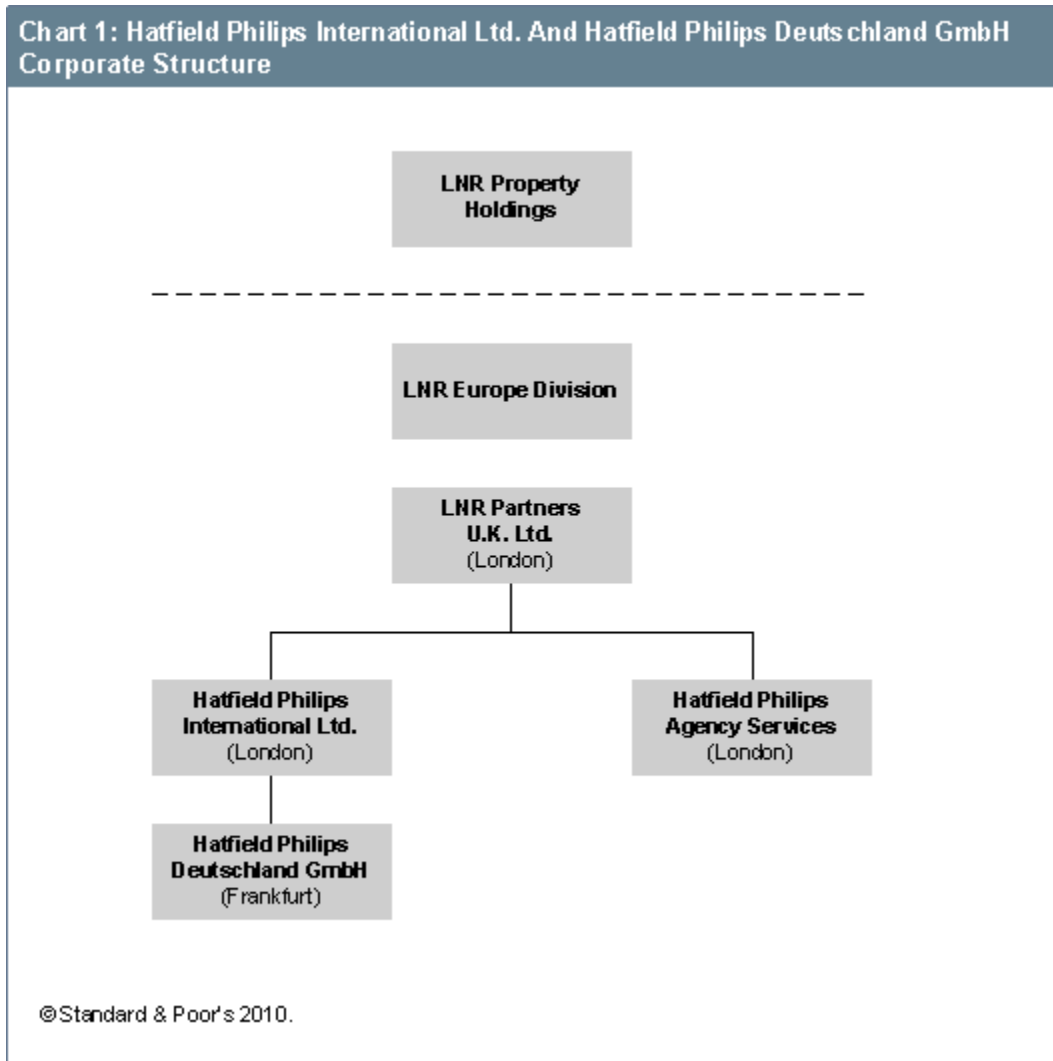 Chart 1: Hatfield Philips International Ltd. And Hatfield Philips Deutschland GmbH
Corporate Structure
LNR Property
Holdings
LNR Europe Division
LNR Partners
U.K. Ltd.
(London)
Hatfield Philips
International Ltd.
(London)
Hatfield Philips
Agency Services
(London)
Hatfield Philips
Deutschland GmbH
(Frankfurt)
©Standard & Poor's 2010.